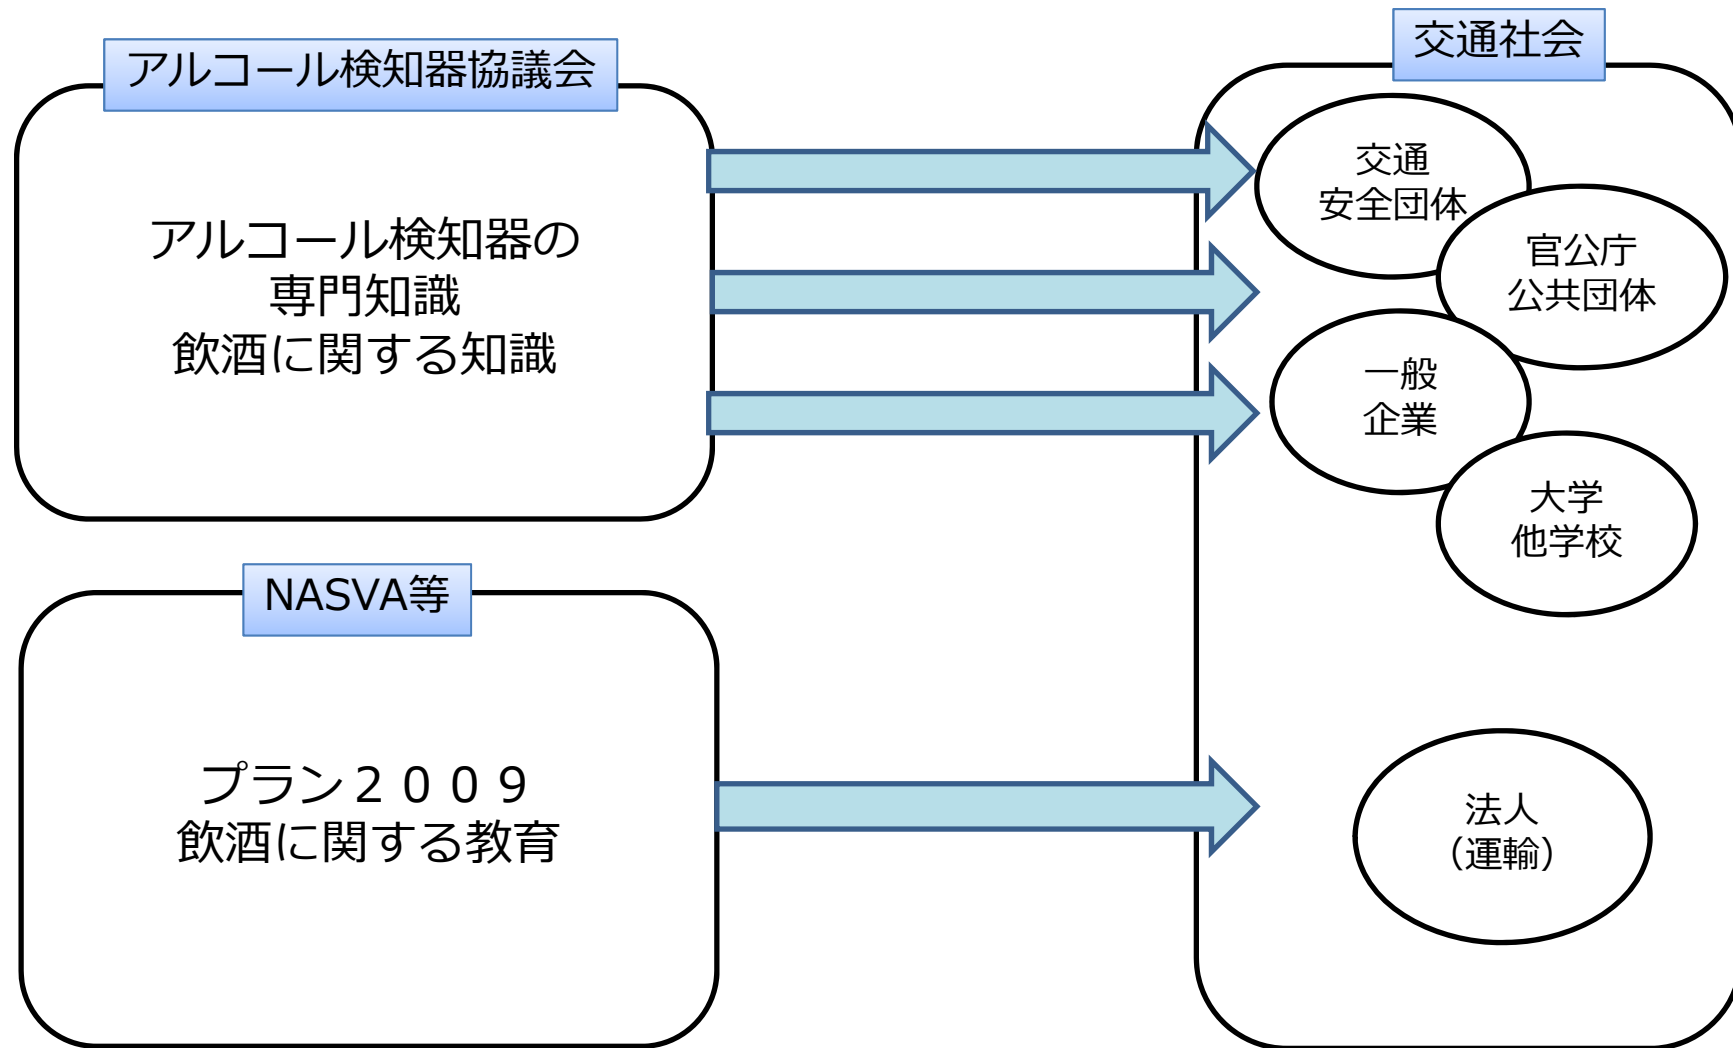 アルコール検知器協議会
アルコール検知器の
専門知識
飲酒に関する知識
NASVA等
プラン２００９
飲酒に関する教育
交通社会
交通
安全団体
官公庁
公共団体
一般
企業
大学
他学校
法人
（運輸）